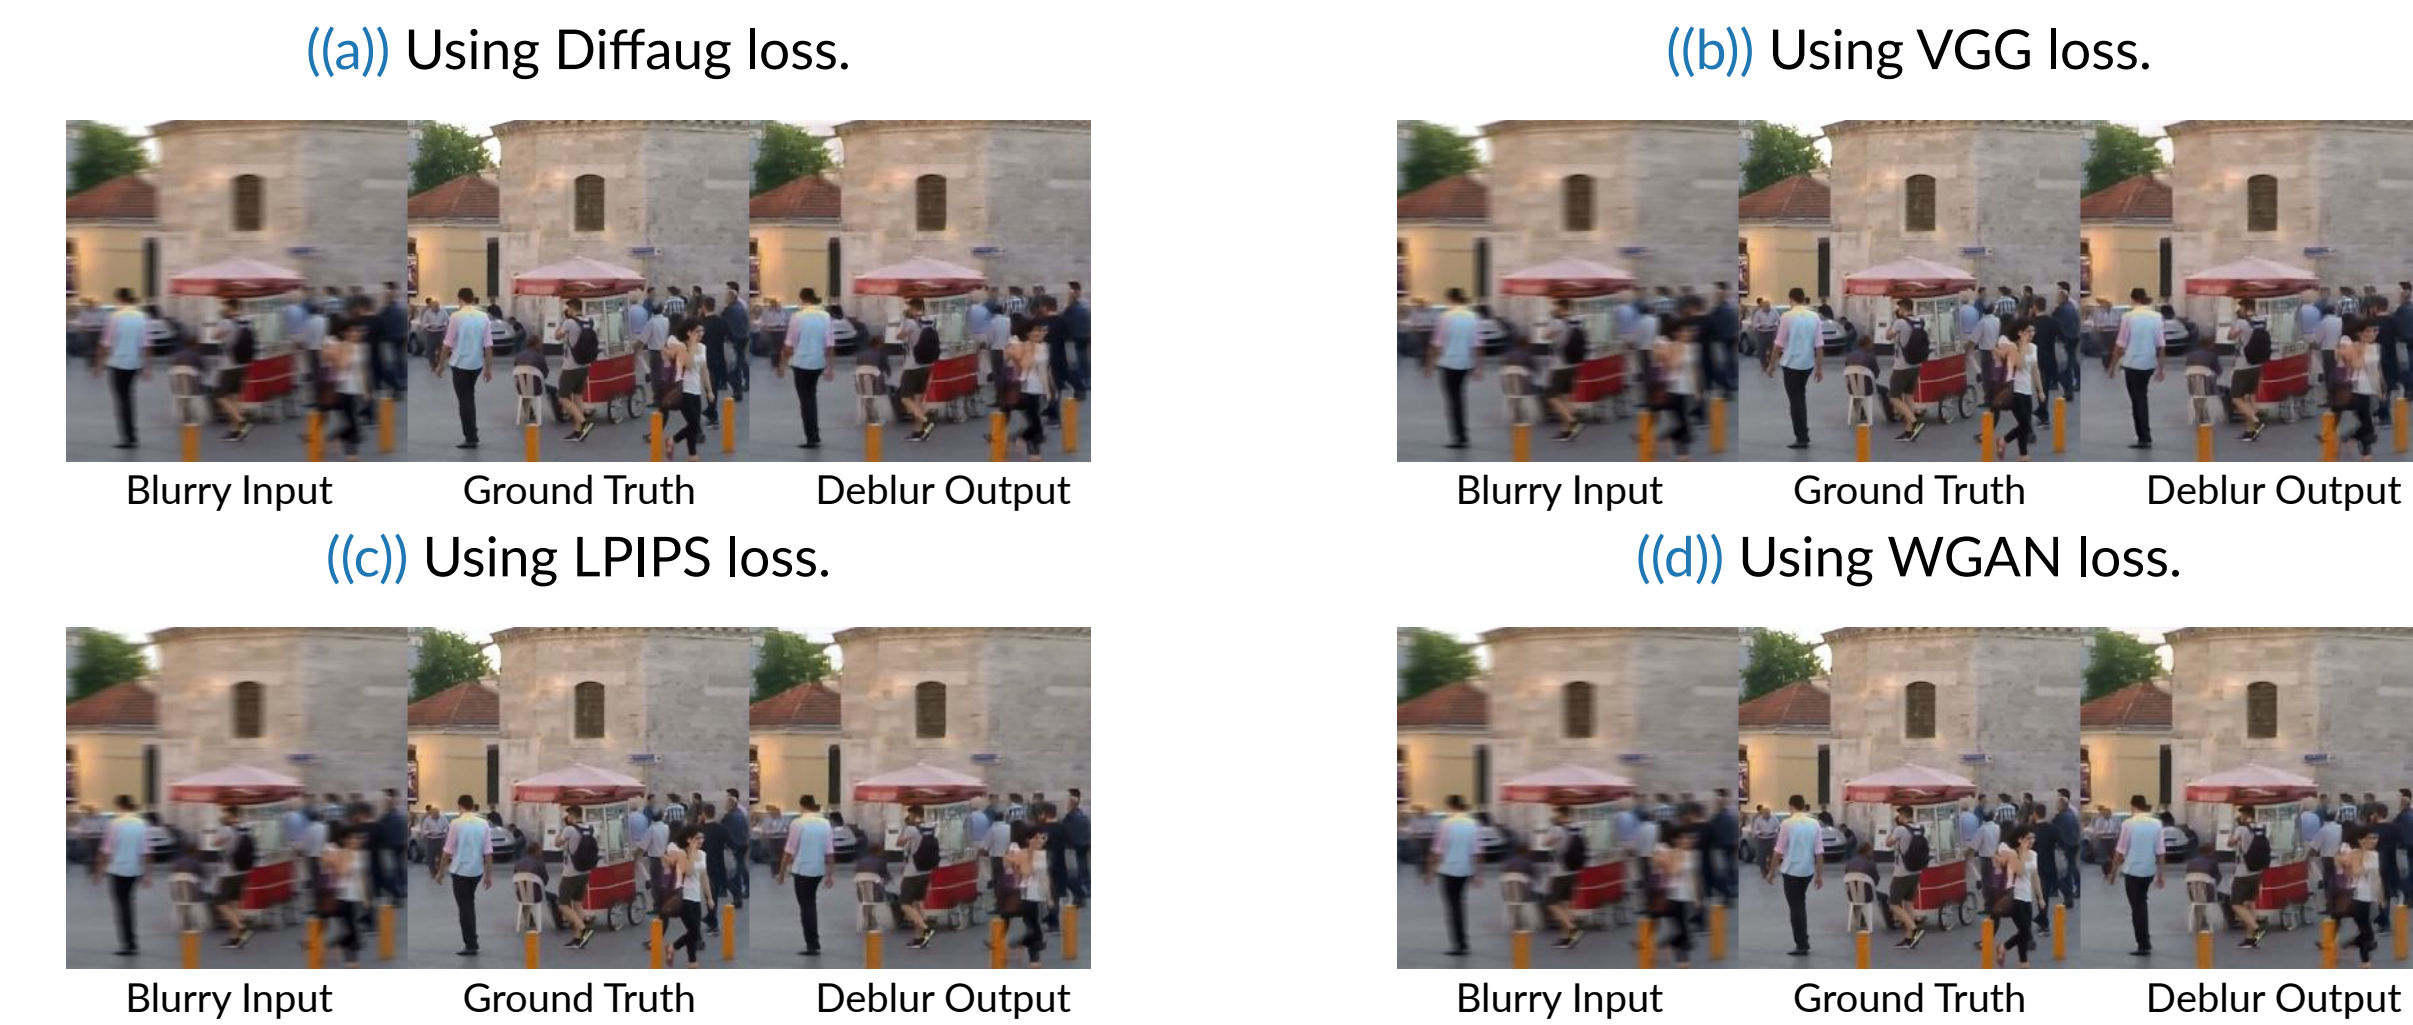 ((a)) Using Diffaug loss.
((b)) Using VGG loss.
Blurry Input
Ground Truth
Deblur Output
Blurry Input
Ground Truth
Deblur Output
((c)) Using LPIPS loss.
((d)) Using WGAN loss.
Blurry Input
Ground Truth
Deblur Output
Blurry Input
Ground Truth
Deblur Output